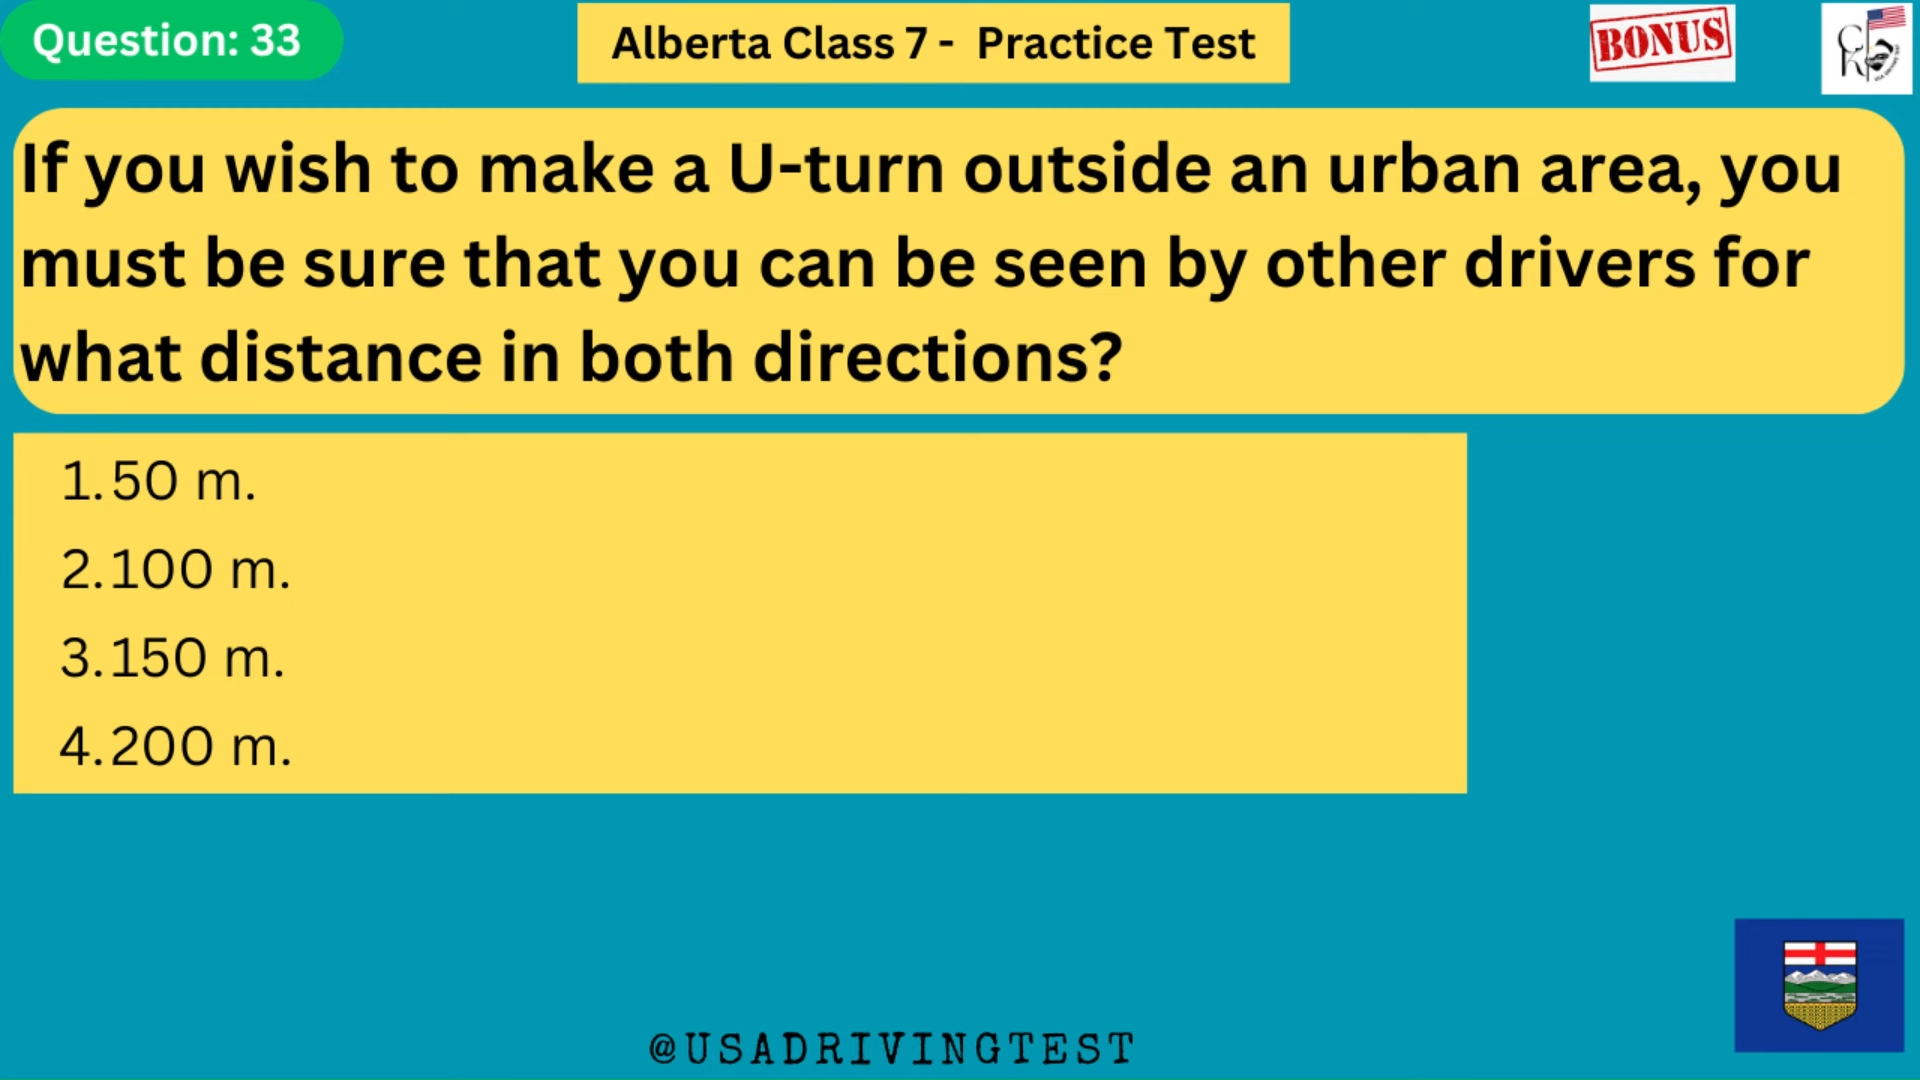 Question: 33
Alberta Class 7 - Practice Test
BONUS
If you wish to make a U-turn outside an urban area, you
must be sure that you can be seen by other drivers for
what distance in both directions?
1. 50 m.
2. 100 m.
3. 150 m.
4. 200 m.
@USADRIVINGTEST